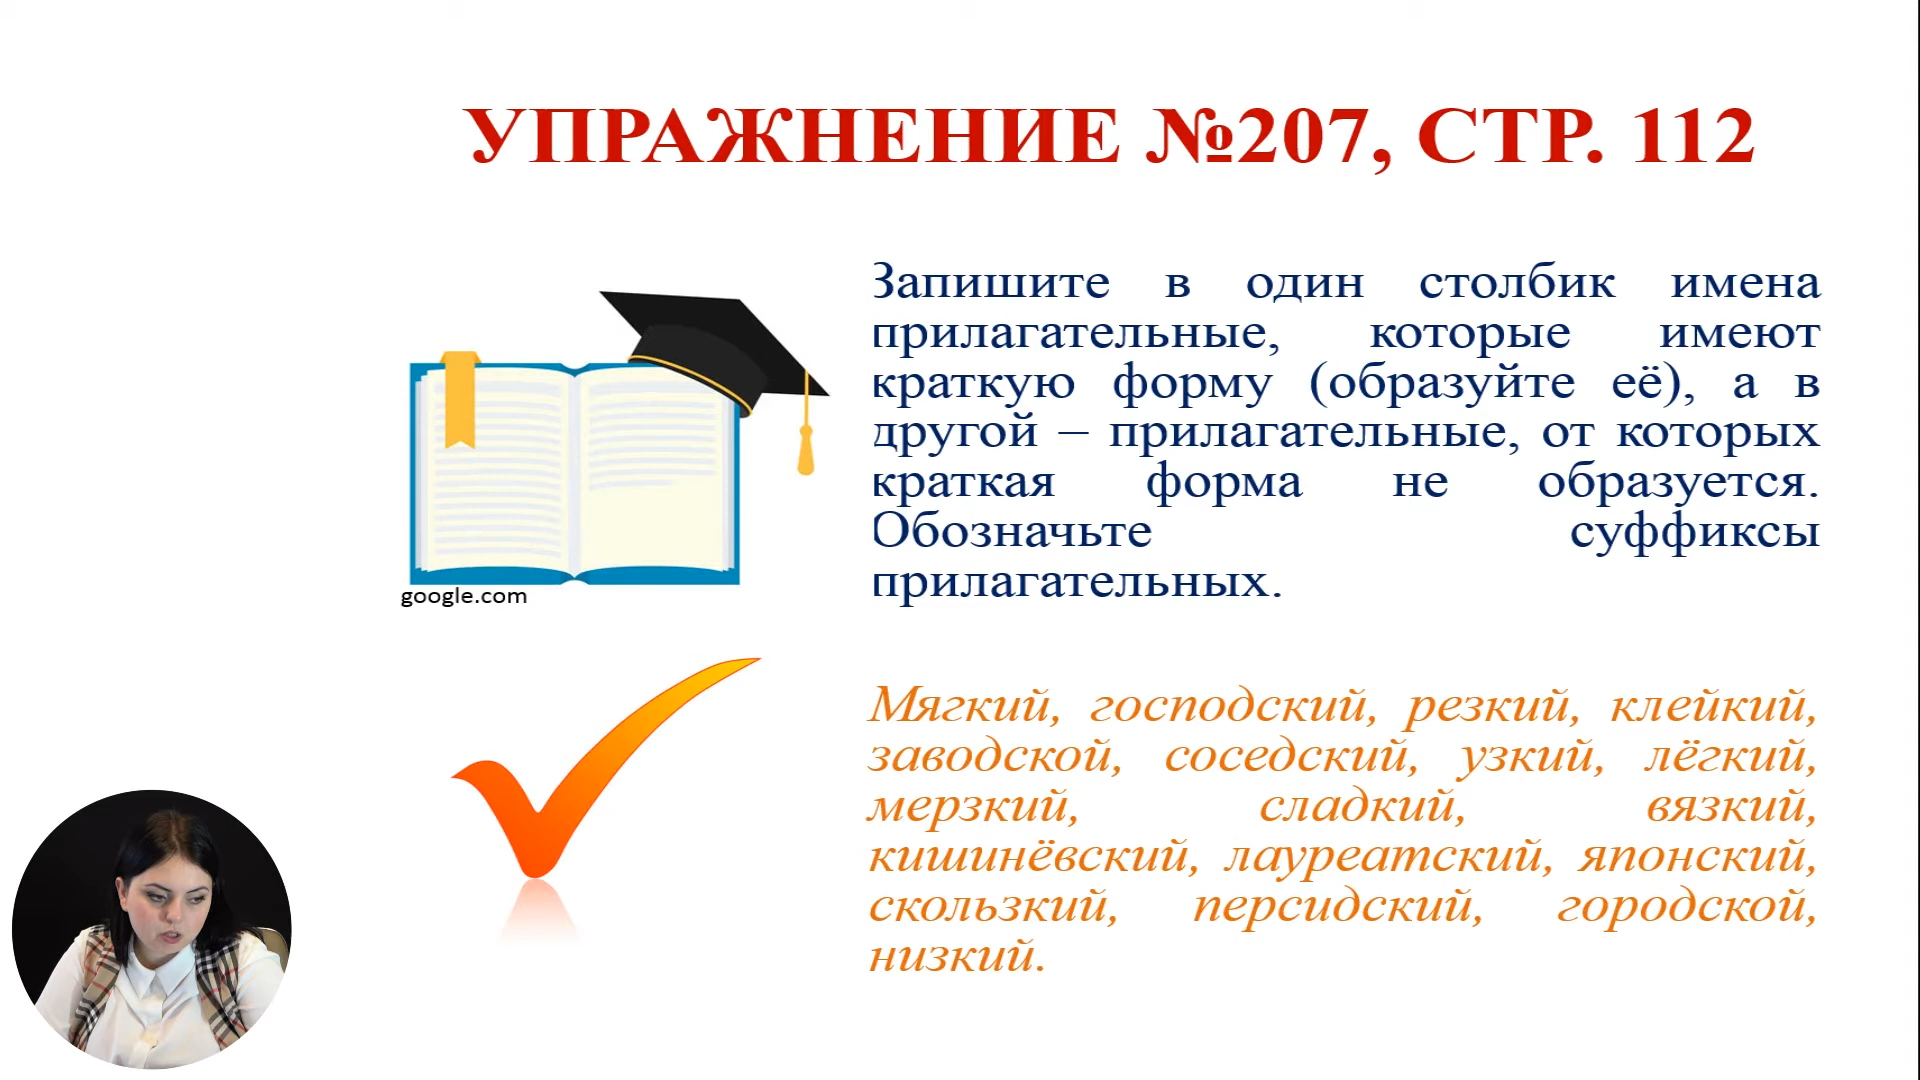 УПРАЖНЕНИЕ №207, СТР. 112
Запишите в один столбик имена
прилагательные, которые имеют
краткую форму (образуйте её), а в
другой – прилагательные, от которых
краткая форма не образуется.
Обозначьте суффиксы
прилагательных.
google.com
Мягкий, господский, резкий, клейкий,
заводской, соседский, узкий, лёгкий,
мерзкий, сладкий, вязкий,
кишинёвский, лауреатский, японский,
скользкий, персидский, городской,
низкий.